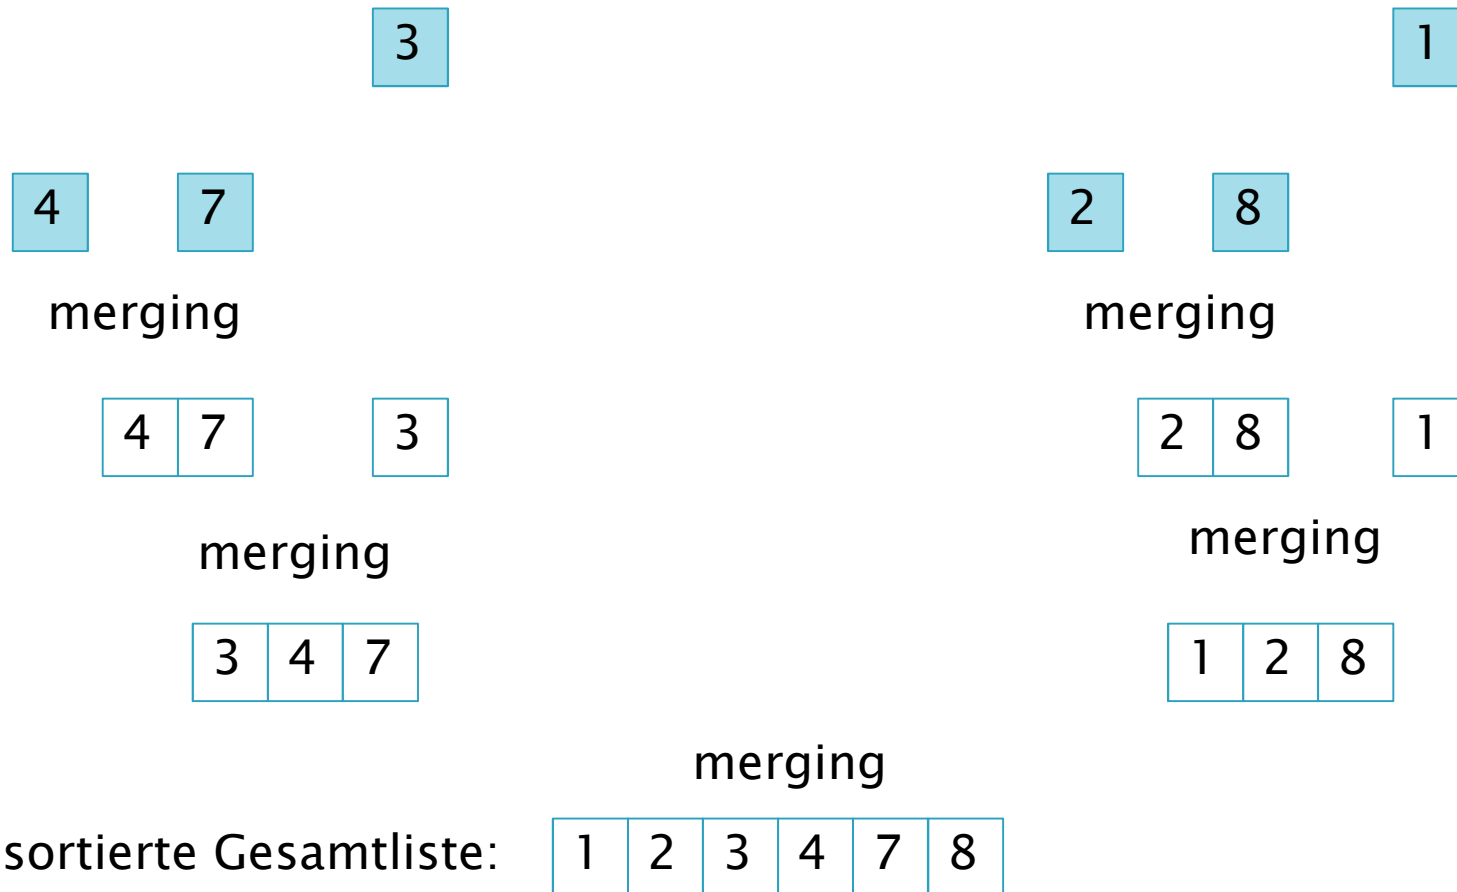 3 1
4 7 2 8
merging merging
4 7 3 2 8 1
merging merging
3 4 7 1 2 8
merging
sortierte Gesamtliste: 1 2 3 4 7 8